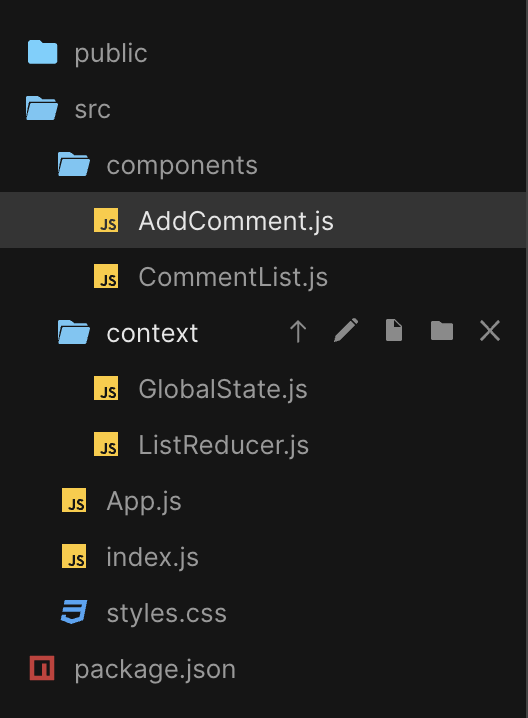 public
src
components
JS AddComment.js
JS CommentList.js
context
JS GlobalState.js
JS ListReducer.js
JS App.js
JS index.js
styles.css
package.json